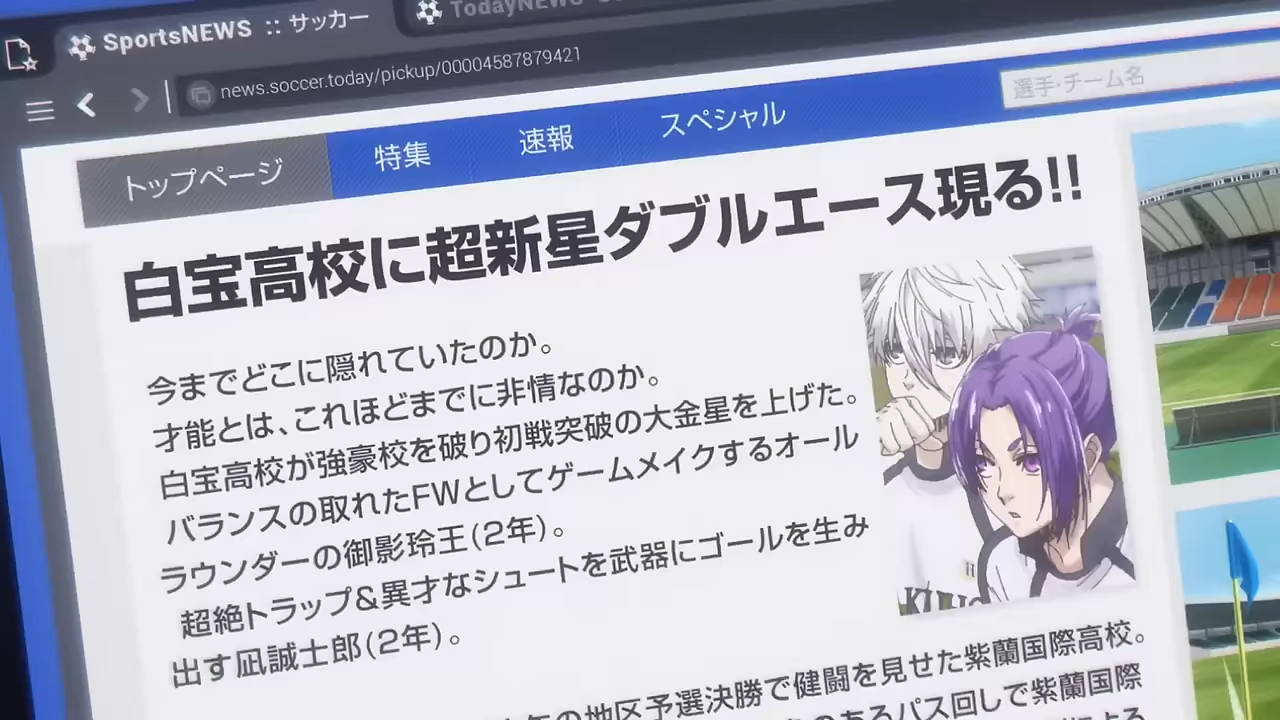 SportsNEWS :: サッカー
TodayNEWS
news.soccer.today/pickup/00004587879421
選手・チーム名
トップページ
特集
速報
スペシャル
白宝高校に超新星ダブルエース現る!!
今までどこに隠れていたのか。
才能とは、これほどまでに非情なのか。
白宝高校が強豪校を破り初戦突破の大金星を上げた。
バランスの取れたFWとしてゲームメイクするオール
ラウンダーの御影玲王(2年)。
超絶トラップ&異才なシュートを武器にゴールを生み
出す凪誠士郎(2年)。
の地区予選決勝で健闘を見せた紫蘭国際高校。
のあるパス回しで紫蘭国際